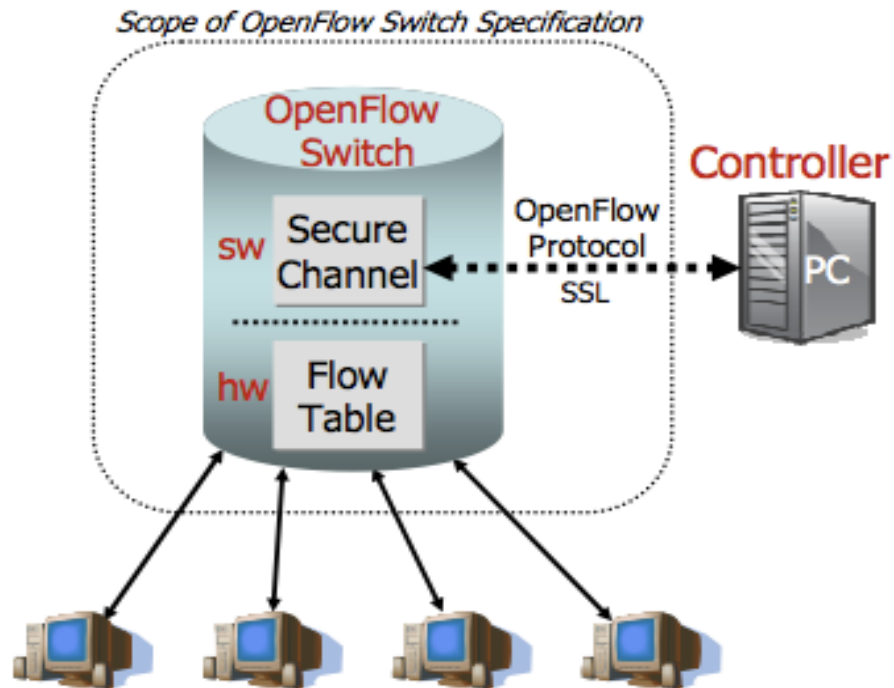 Scope of OpenFlow Switch Specification
OpenFlow
Switch
Controller
sw
Secure
Channel
OpenFlow
Protocol
SSL
PC
hw
Flow
Table